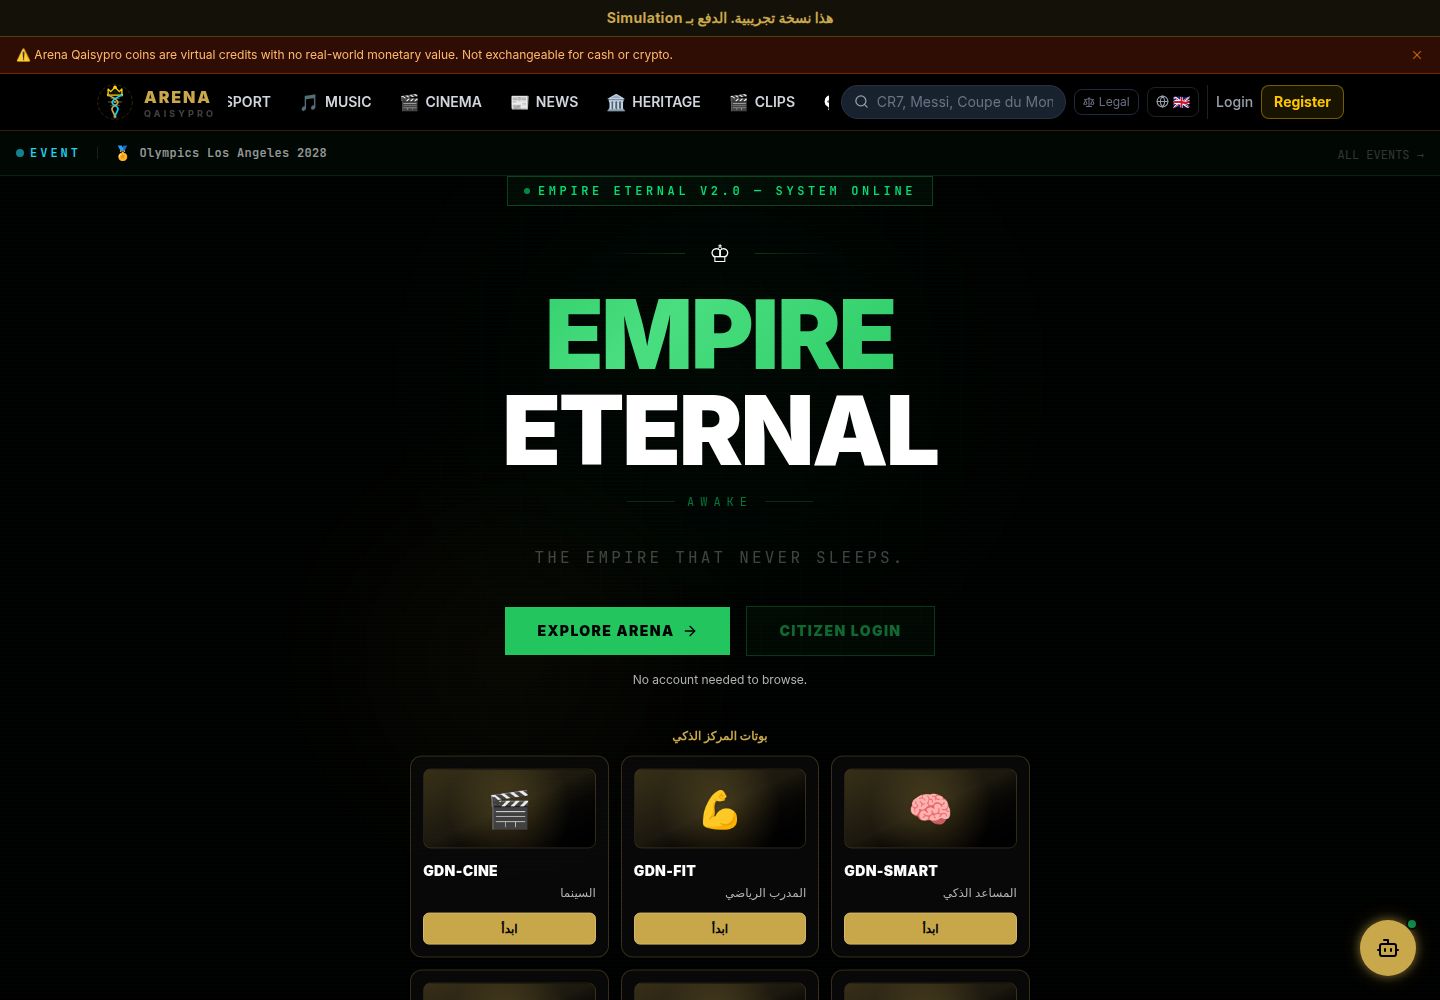 هذا نسخة تجريبية. الدفع بـ Simulation
⚠️ Arena Qaisypro coins are virtual credits with no real-world monetary value. Not exchangeable for cash or crypto.
ARENA
QAISYPRO
SPORT MUSIC CINEMA NEWS HERITAGE CLIPS
CR7, Messi, Coupe du Mon
Legal
Login
Register
EVENT
Olympics Los Angeles 2028
ALL EVENTS →
EMPIRE ETERNAL V2.0 — SYSTEM ONLINE
EMPIRE
ETERNAL
AWAKE
THE EMPIRE THAT NEVER SLEEPS.
EXPLORE ARENA →
CITIZEN LOGIN
No account needed to browse.
بوتات المركز الذكي
GDN-CINE
السينما
ابدأ
GDN-FIT
المدرب الرياضي
ابدأ
GDN-SMART
المساعد الذكي
ابدأ